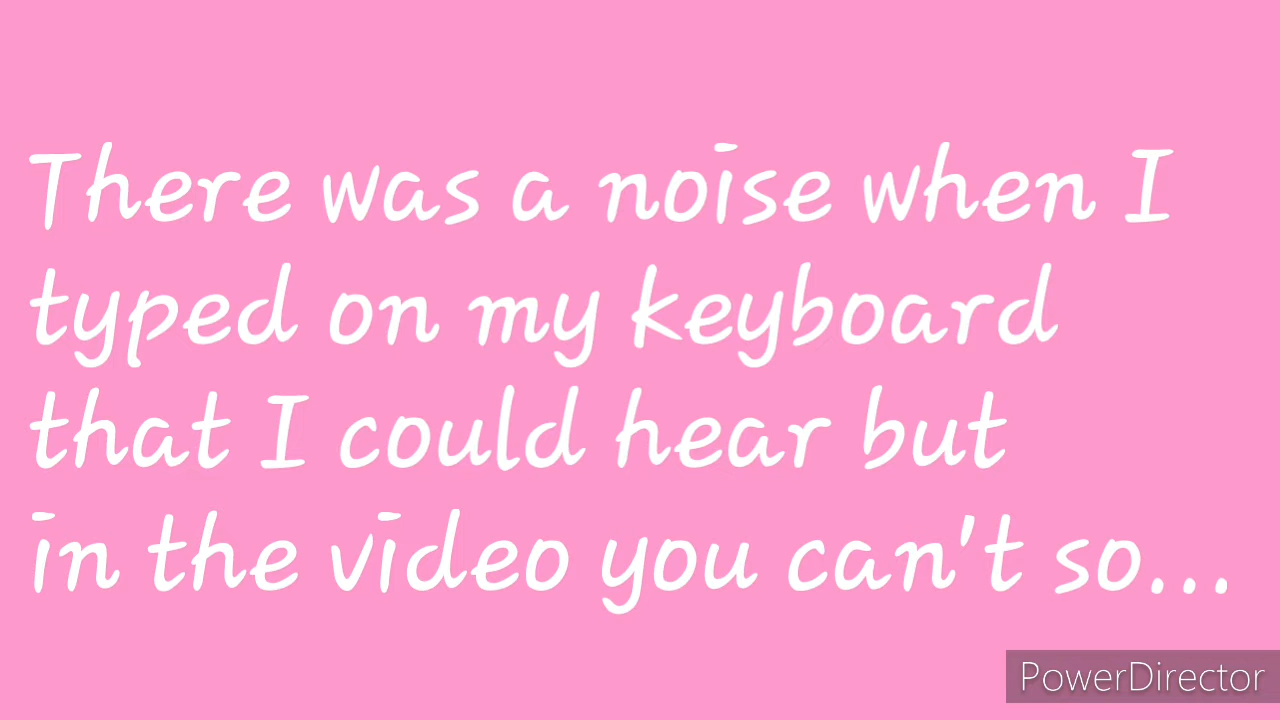 There was a noise when I
typed on my keyboard
that I could hear but
in the video you can't so...
PowerDirector